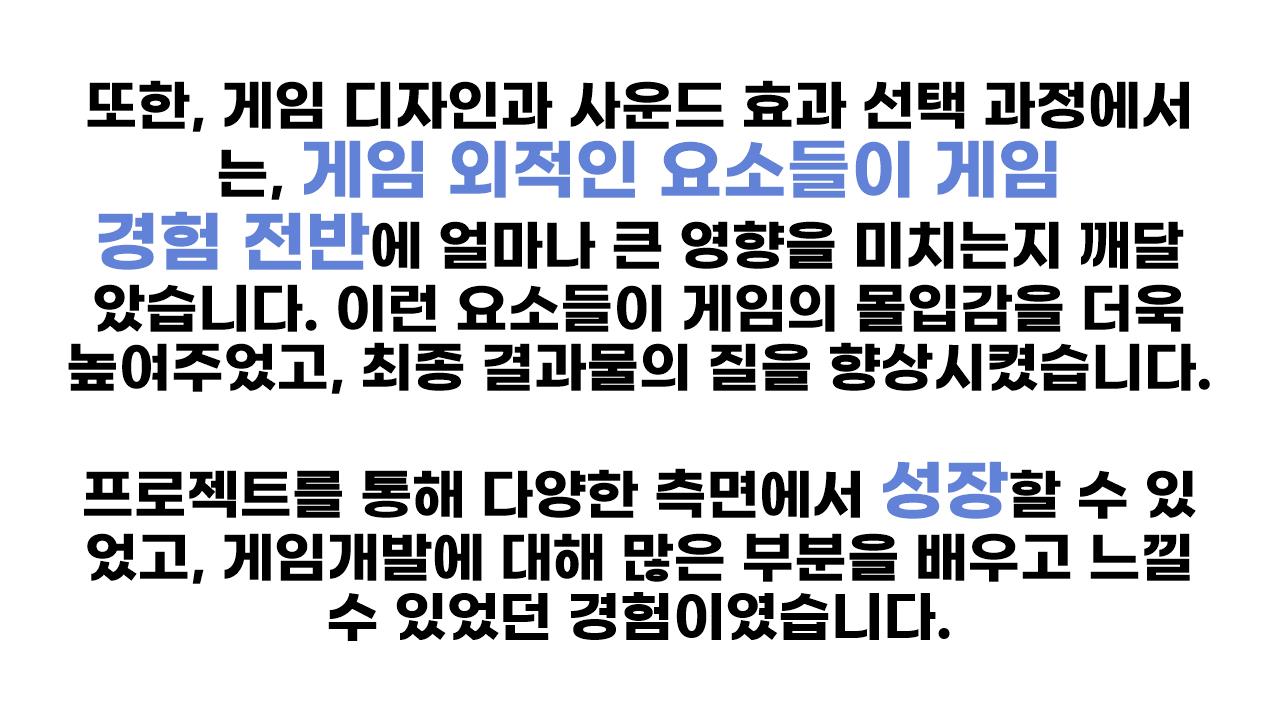 또한, 게임 디자인과 사운드 효과 선택 과정에서
는, 게임 외적인 요소들이 게임
경험 전반에 얼마나 큰 영향을 미치는지 깨달
았습니다. 이런 요소들이 게임의 몰입감을 더욱
높여주었고, 최종 결과물의 질을 향상시켰습니다.
프로젝트를 통해 다양한 측면에서 성장할 수 있
었고, 게임개발에 대해 많은 부분을 배우고 느낄
수 있었던 경험이였습니다.